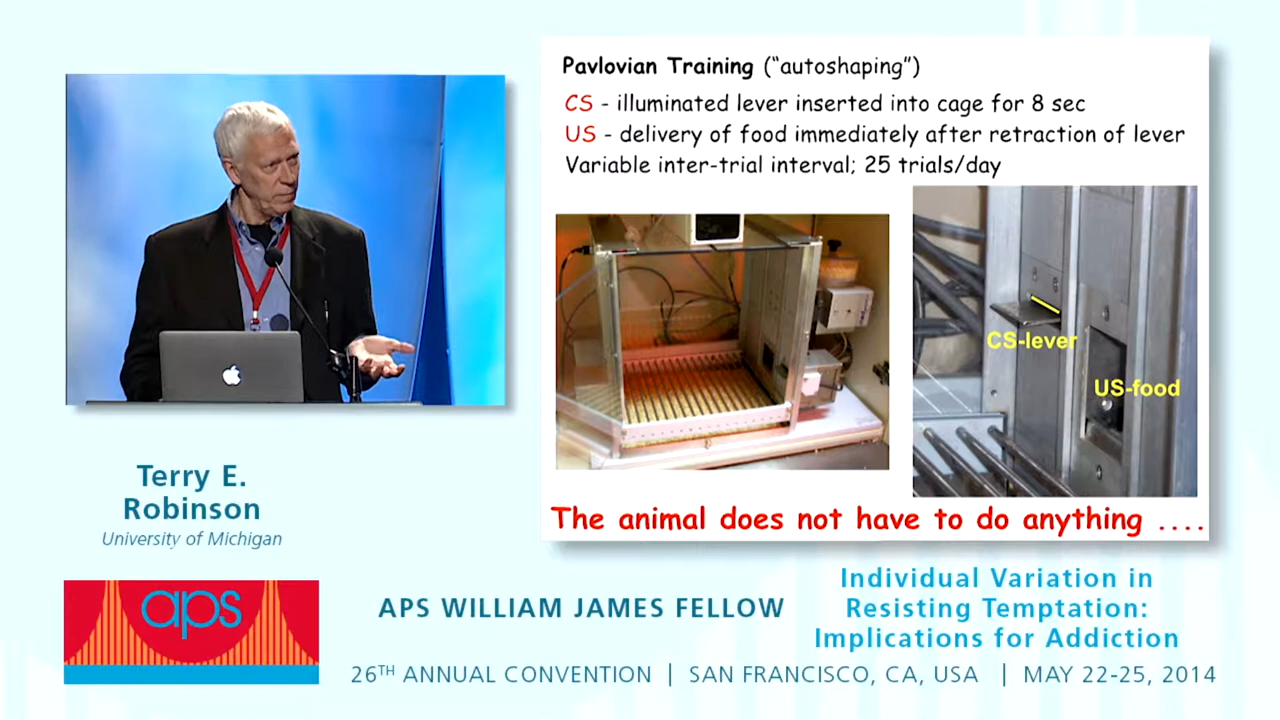 Pavlovian Training ("autoshaping")
CS - illuminated lever inserted into cage for 8 sec
US - delivery of food immediately after retraction of lever
Variable inter-trial interval; 25 trials/day
CS-lever
US-food
The animal does not have to do anything ....
Terry E.
Robinson
University of Michigan
aps
APS WILLIAM JAMES FELLOW
Individual Variation in
Resisting Temptation:
Implications for Addiction
26TH ANNUAL CONVENTION | SAN FRANCISCO, CA, USA | MAY 22-25, 2014